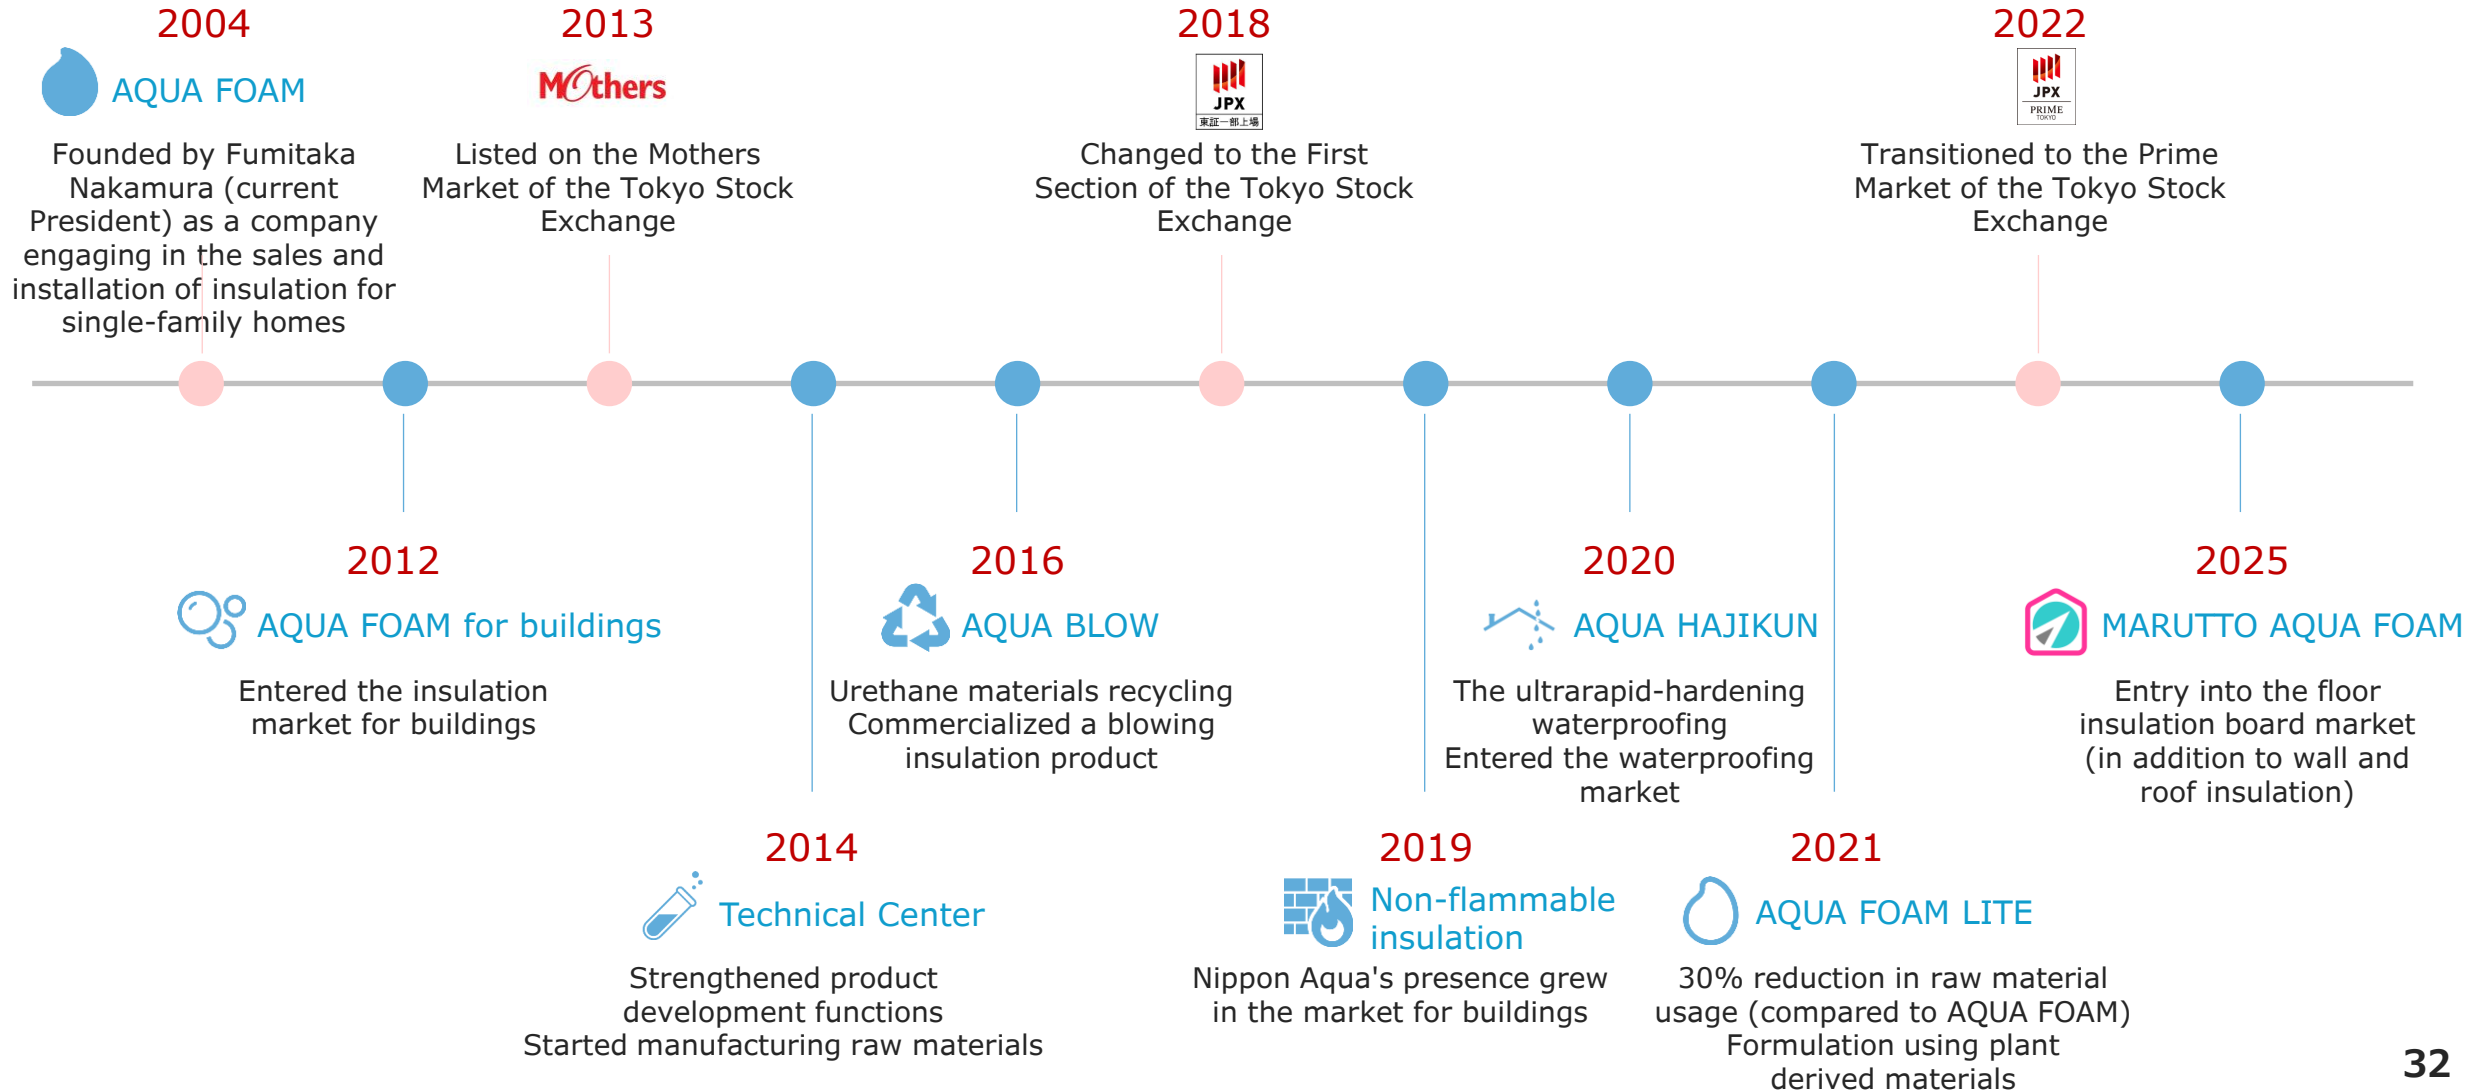 2004
AQUA FOAM
Founded by Fumitaka
Nakamura (current
President) as a company
engaging in the sales and
installation of insulation for
single-family homes
2013
Mothers
Listed on the Mothers
Market of the Tokyo Stock
Exchange
2018
JPX
東証一部上場
Changed to the First
Section of the Tokyo Stock
Exchange
2022
JPX
PRIME
TOKYO
Transitioned to the Prime
Market of the Tokyo Stock
Exchange
2012
AQUA FOAM for buildings
Entered the insulation
market for buildings
2016
AQUA BLOW
Urethane materials recycling
Commercialized a blowing
insulation product
2020
AQUA HAJIKUN
The ultrarapid-hardening
waterproofing
Entered the waterproofing
market
2025
MARUTTO AQUA FOAM
Entry into the floor
insulation board market
(in addition to wall and
roof insulation)
2014
Technical Center
Strengthened product
development functions
Started manufacturing raw materials
2019
Non-flammable
insulation
Nippon Aqua's presence grew
in the market for buildings
2021
AQUA FOAM LITE
30% reduction in raw material
usage (compared to AQUA FOAM)
Formulation using plant
derived materials
32